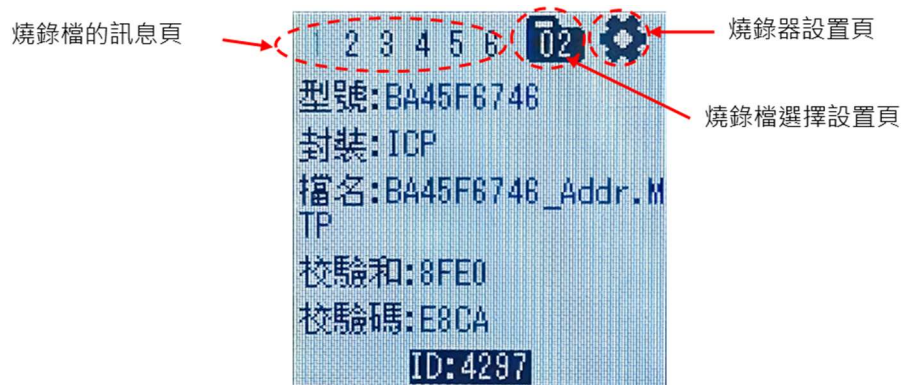 燒錄檔的訊息頁
1 2 3 4 5 6 02
燒錄器設置頁
燒錄檔選擇設置頁
型號:BA45F6746
封裝:ICP
擋名:BA45F6746_Addr.M
TP
校驗和:8FE0
校驗碼:E8CA
ID:4297